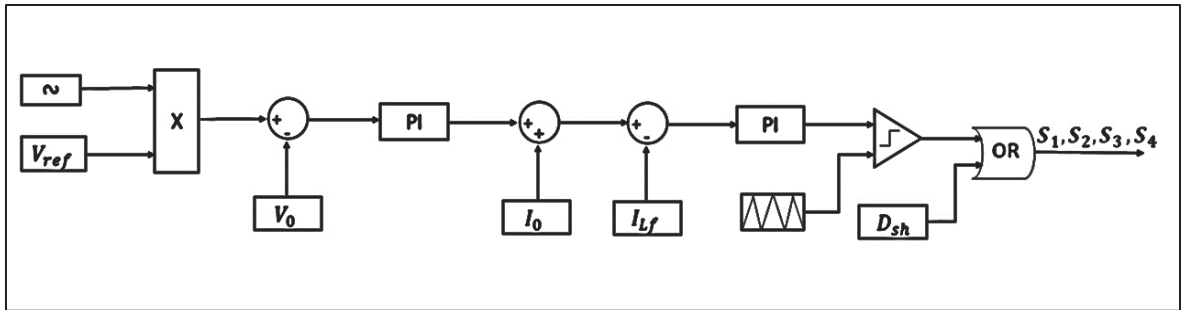 ~
V_ref
X
+
-
V_0
PI
+
+
I_0
+
-
I_Lf
PI
D_sh
OR
S_1, S_2, S_3, S_4